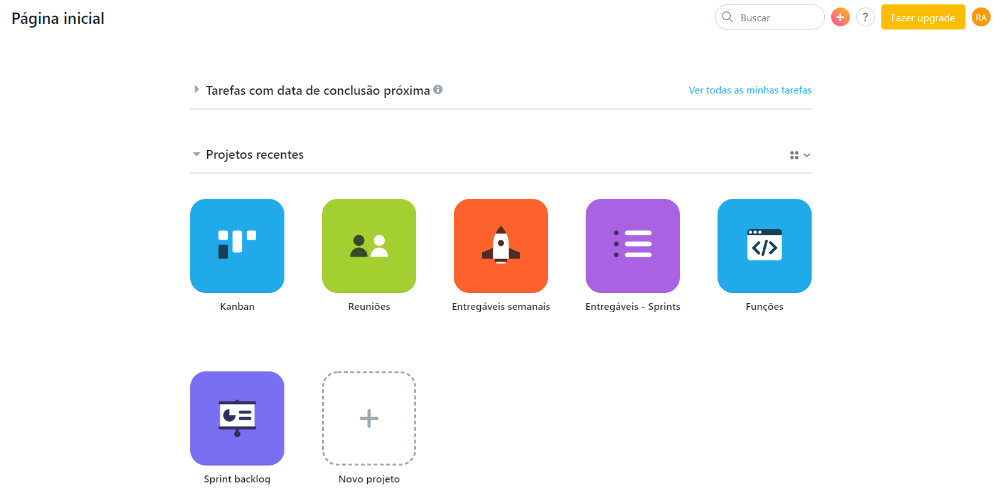 Página inicial
Buscar
?
Fazer upgrade
RA
Tarefas com data de conclusão próxima
Ver todas as minhas tarefas
Projetos recentes
Kanban
Reuniões
Entregáveis semanais
Entregáveis - Sprints
Funções
Sprint backlog
Novo projeto